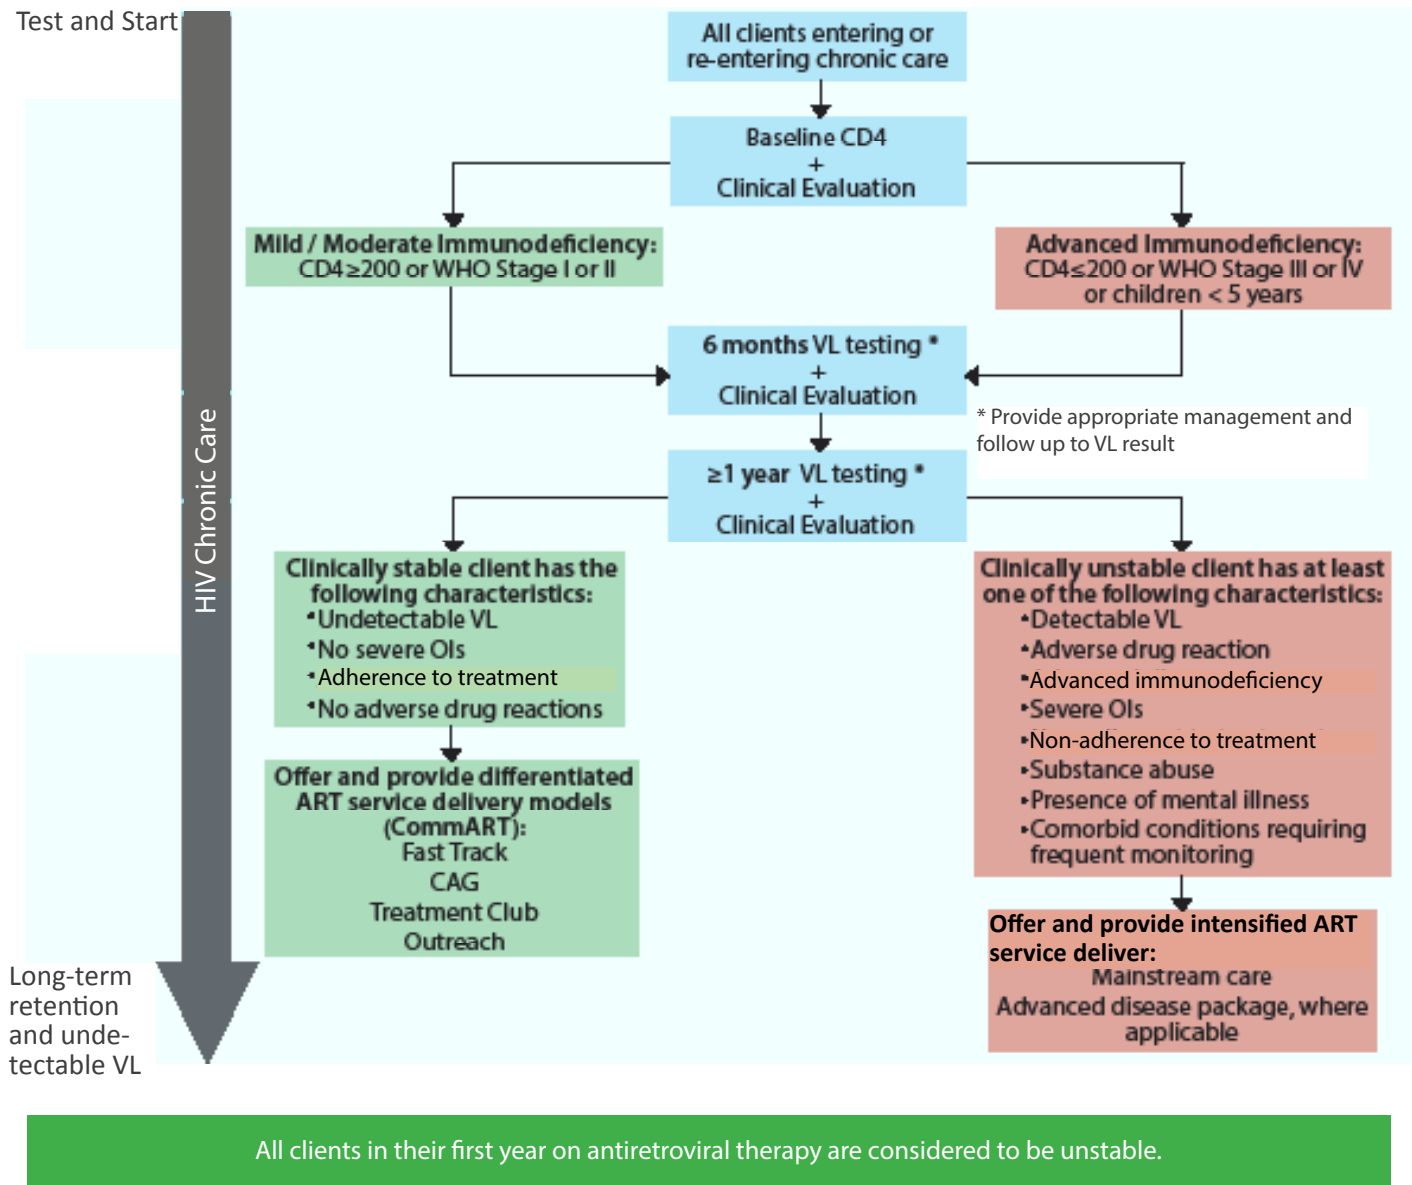 Test and Start
All clients entering or
re-entering chronic care
Baseline CD4
+
Clinical Evaluation
Mild / Moderate Immunodeficiency:
CD4≥200 or WHO Stage I or II
Advanced Immunodeficiency:
CD4≤200 or WHO Stage III or IV
or children < 5 years
6 months VL testing *
+
Clinical Evaluation
* Provide appropriate management and
follow up to VL result
≥1 year VL testing *
+
Clinical Evaluation
HIV Chronic Care
Clinically stable client has the
following characteristics:
•Undetectable VL
•No severe OIs
•Adherence to treatment
•No adverse drug reactions
Offer and provide differentiated
ART service delivery models
(CommART):
Fast Track
CAG
Treatment Club
Outreach
Clinically unstable client has at least
one of the following characteristics:
•Detectable VL
•Adverse drug reaction
•Advanced immunodeficiency
•Severe OIs
•Non-adherence to treatment
•Substance abuse
•Presence of mental illness
•Comorbid conditions requiring
frequent monitoring
Offer and provide intensified ART
service deliver:
Mainstream care
Advanced disease package, where
applicable
Long-term
retention
and unde-
tectable VL
All clients in their first year on antiretroviral therapy are considered to be unstable.